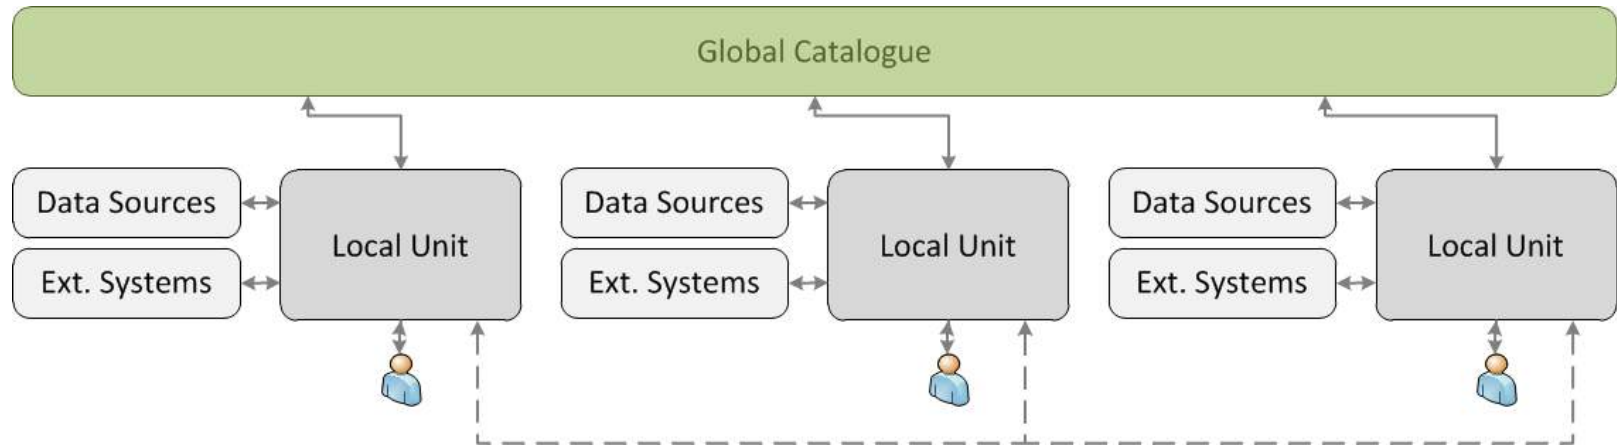 Global Catalogue
Data Sources
Ext. Systems
Local Unit
Data Sources
Ext. Systems
Local Unit
Data Sources
Ext. Systems
Local Unit